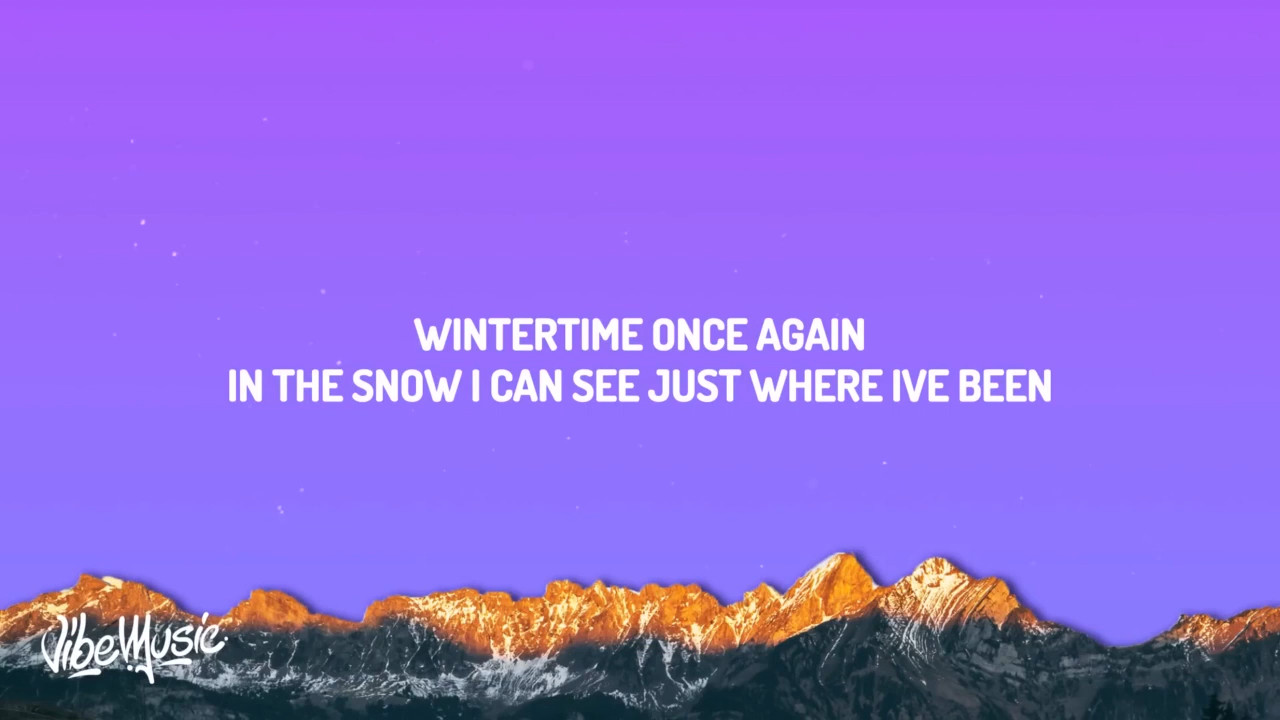 WINTERTIME ONCE AGAIN
IN THE SNOW I CAN SEE JUST WHERE IVE BEEN
VibeMusic